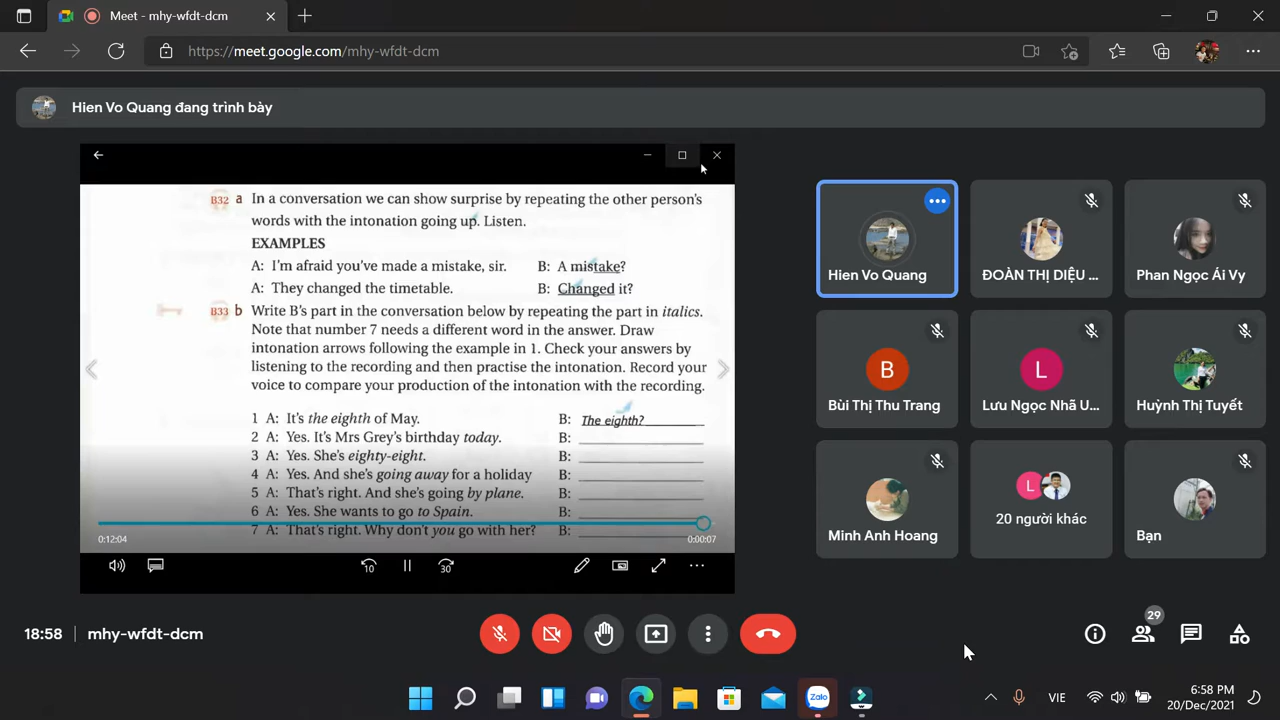 Meet - mhy-wfdt-dcm
https://meet.google.com/mhy-wfdt-dcm
Hien Vo Quang đang trình bày
B32 a In a conversation we can show surprise by repeating the other person's
words with the intonation going up. Listen.
EXAMPLES
A: I'm afraid you've made a mistake, sir. B: A mistake?
A: They changed the timetable. B: Changed it?
B33 b Write B's part in the conversation below by repeating the part in italics.
Note that number 7 needs a different word in the answer. Draw
intonation arrows following the example in 1. Check your answers by
listening to the recording and then practise the intonation. Record your
voice to compare your production of the intonation with the recording.
1 A: It's the eighth of May. B: The eighth?
2 A: Yes. It's Mrs Grey's birthday today. B:
3 A: Yes. She's eighty-eight. B:
4 A: Yes. And she's going away for a holiday B:
5 A: That's right. And she's going by plane. B:
6 A: Yes. She wants to go to Spain. B:
7 A: That's right. Why don't you go with her? B:
0:12:04 0:00:07
10 30
Hien Vo Quang
ĐOÀN THỊ DIỆU ...
Phan Ngọc Ái Vy
B
Bùi Thị Thu Trang
L
Lưu Ngọc Nhã U...
Huỳnh Thị Tuyết
Minh Anh Hoang
L
20 người khác
Bạn
18:58 mhy-wfdt-dcm
29
Zalo
VIE
6:58 PM
20/Dec/2021